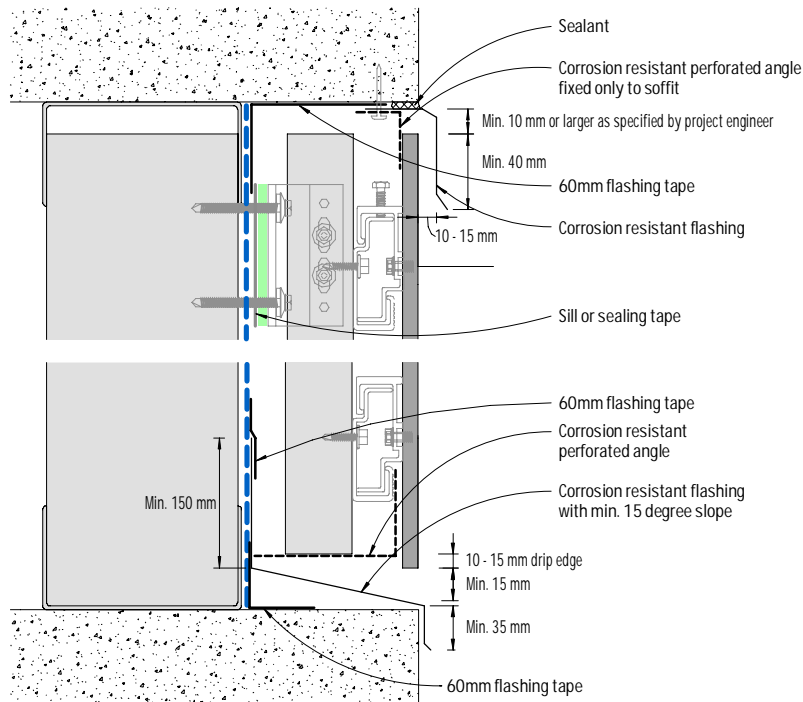 Sealant
Corrosion resistant perforated angle
fixed only to soffit
Min. 10 mm or larger as specified by project engineer
Min. 40 mm
60mm flashing tape
Corrosion resistant flashing
10 - 15 mm
Sill or sealing tape
60mm flashing tape
Corrosion resistant
perforated angle
Min. 150 mm
Corrosion resistant flashing
with min. 15 degree slope
10 - 15 mm drip edge
Min. 15 mm
Min. 35 mm
60mm flashing tape